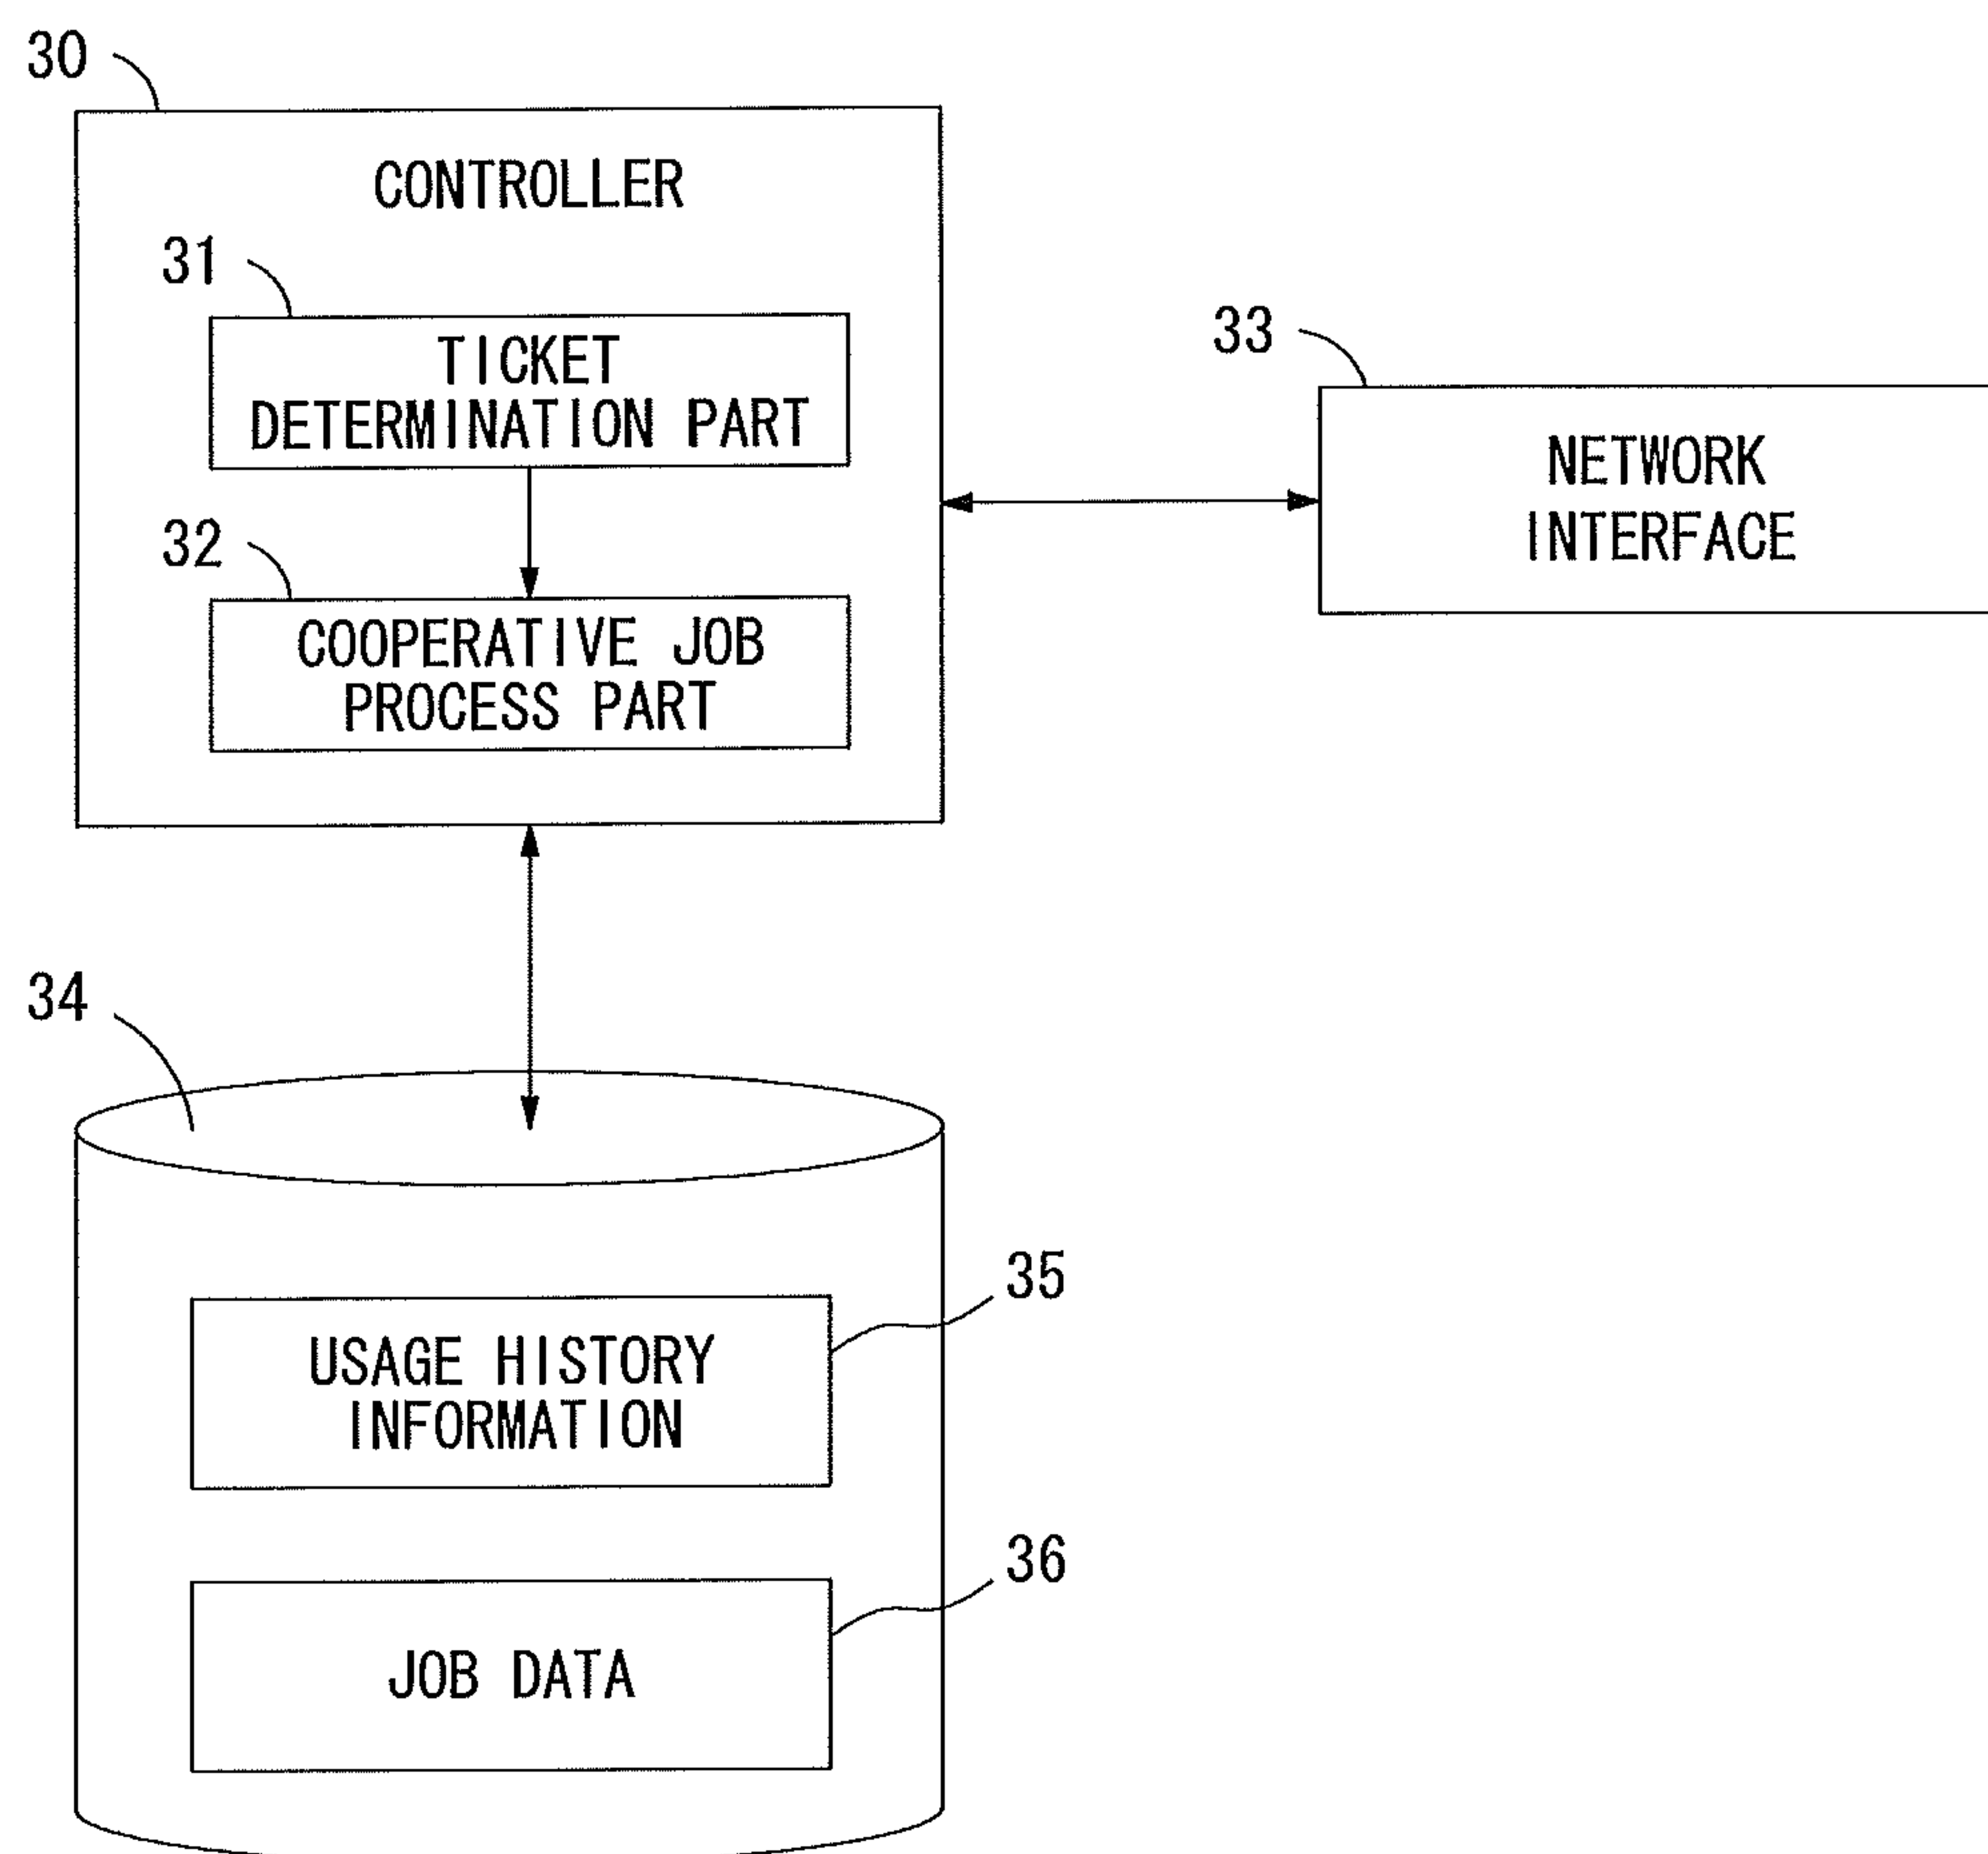 30
CONTROLLER
31
TICKET
DETERMINATION PART
33
NETWORK
INTERFACE
32
COOPERATIVE JOB
PROCESS PART
34
35
USAGE HISTORY
INFORMATION
36
JOB DATA